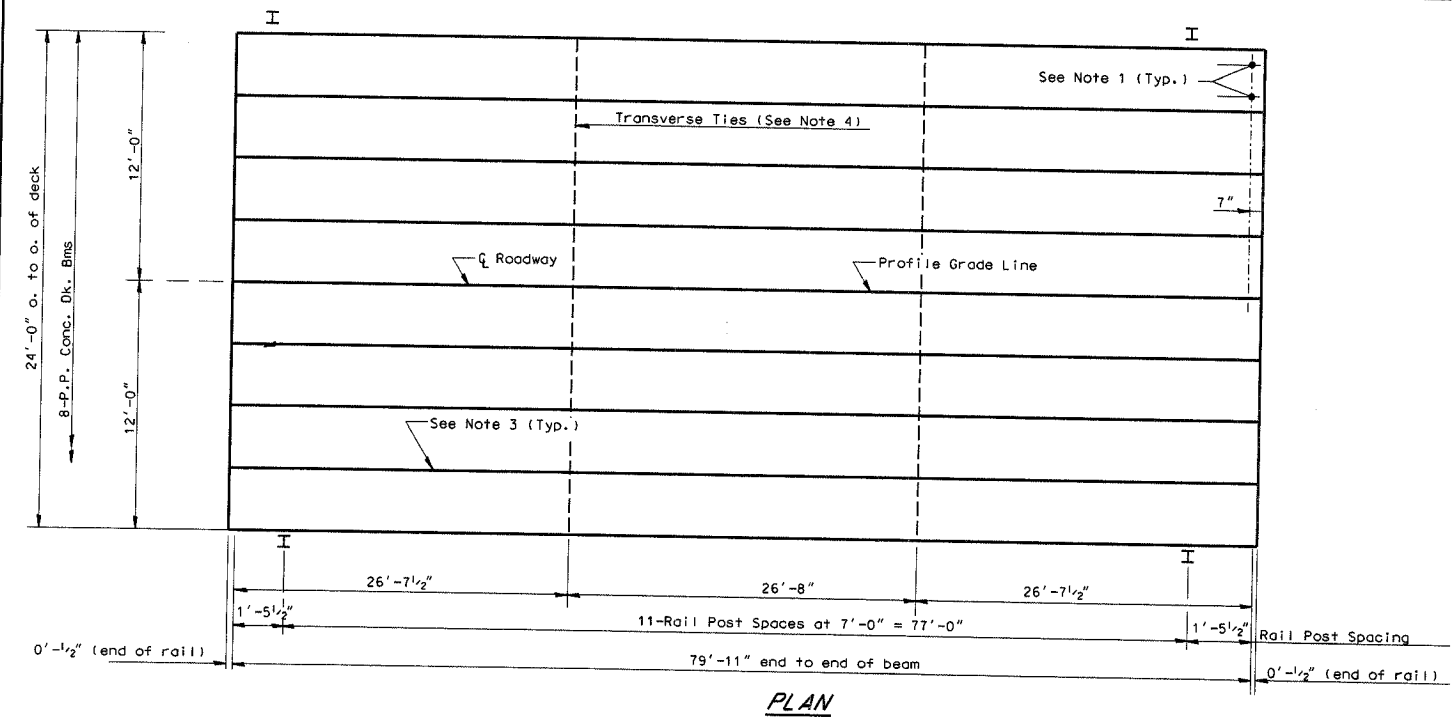 I
I
See Note 1 (Typ.)
Transverse Ties (See Note 4)
7"
24'-0" o. to o. of deck
8-P.P. Conc. Dk. Bms
12'-0"
12'-0"
℄ Roadway
Profile Grade Line
See Note 3 (Typ.)
I
I
26'-7½"
26'-8"
26'-7½"
1'-5½"
11-Rail Post Spaces at 7'-0" = 77'-0"
1'-5½"
Rail Post Spacing
0'-½" (end of rail)
79'-11" end to end of beam
0'-½" (end of rail)
PLAN